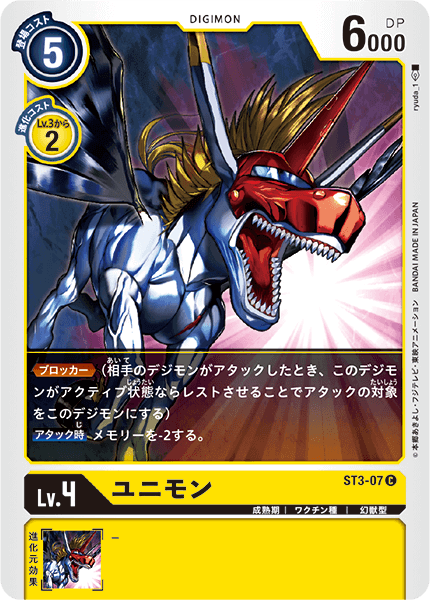 登場コスト
5
DIGIMON
6000
DP
進化コスト
Lv.3から
2
ryuda_1
BANDAI MADE IN JAPAN
© 本郷あきよし・フジテレビ・東映アニメーション
ブロッカー (相手のデジモンがアタックしたとき、このデジモ
ンがアクティブ状態ならレストさせることでアタックの対象
をこのデジモンにする)
アタック時 メモリーを-2する。
ST3-07 C
Lv.4
ユニモン
成熟期 | ワクチン種 | 幻獣型
進化元効果
–